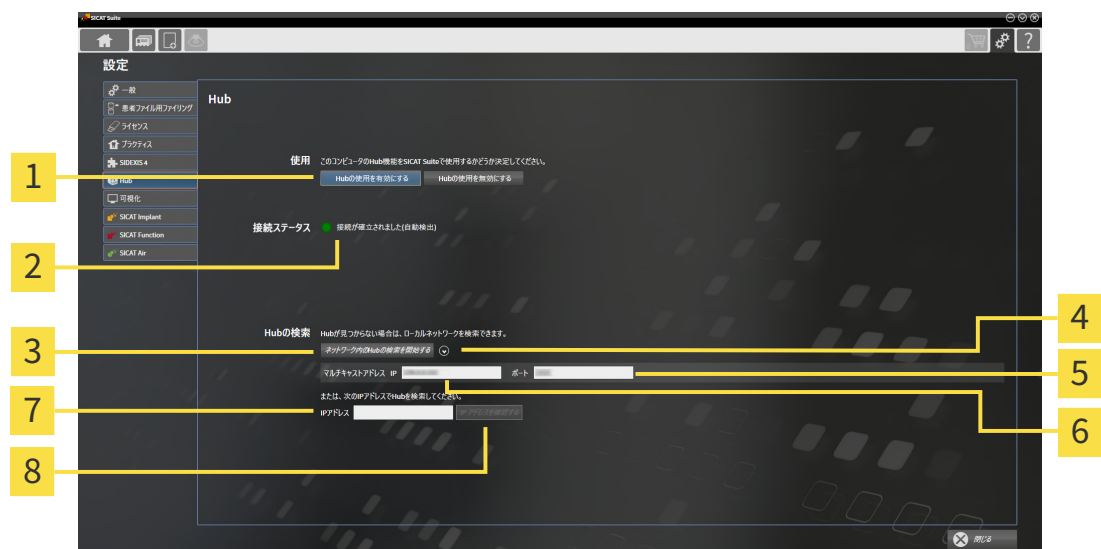 SICAT Suite
設定
一般
患者ファイル用ファイリング
ライセンス
プラクティス
SIDEXIS 4
Hub
可視化
SICAT Implant
SICAT Function
SICAT Air
Hub
使用 このコンピュータのHub機能をSICAT Suiteで使用するかどうか決定してください。
Hubの使用を有効にする Hubの使用を無効にする
接続ステータス 接続が確立されました(自動検出)
Hubの検索 Hubが見つからない場合は、ローカルネットワークを検索できます。
ネットワーク内のHubの検索を開始する
マルチキャストアドレス IP ポート
または、次のIPアドレスでHubを検索してください。
IPアドレス IPアドレスを確認する
閉じる
?
1
2
3
4
5
6
7
8